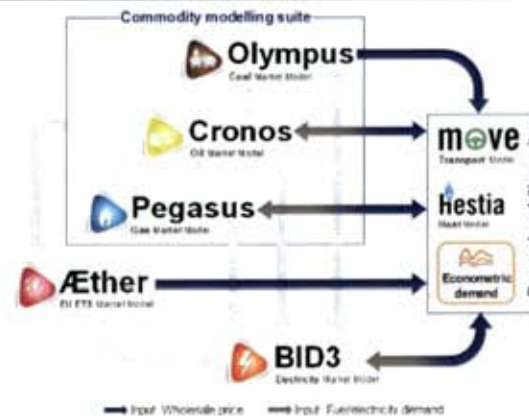 Commodity modelling suite
Olympus
Coal Market Model
Cronos
Oil Market Model
Pegasus
Gas Market Model
Æther
EU ETS Market Model
BID3
Electricity Market Model
move
Transport Model
hestia
Heat Model
Econometric
demand
Input: Wholesale price
Input: Fuel/electricity demand